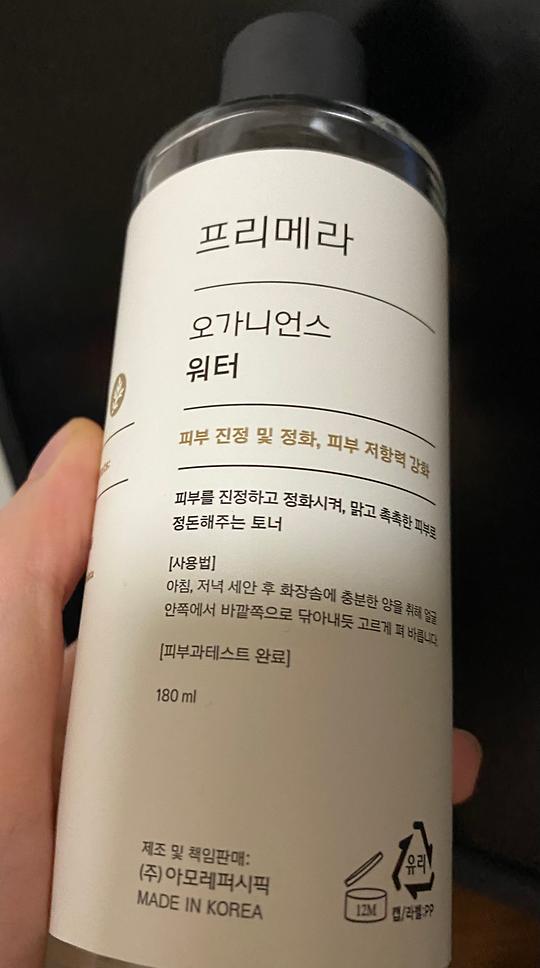 프리메라
오가니언스
워터
피부 진정 및 정화, 피부 저항력 강화
피부를 진정하고 정화시켜, 맑고 촉촉한 피부로
정돈해주는 토너
[사용법]
아침, 저녁 세안 후 화장솜에 충분한 양을 취해 얼굴
안쪽에서 바깥쪽으로 닦아내듯 고르게 펴 바릅니다.
[피부과테스트 완료]
180 ml
제조 및 책임판매:
(주)아모레퍼시픽
MADE IN KOREA
12M
유리
캡/라벨:PP